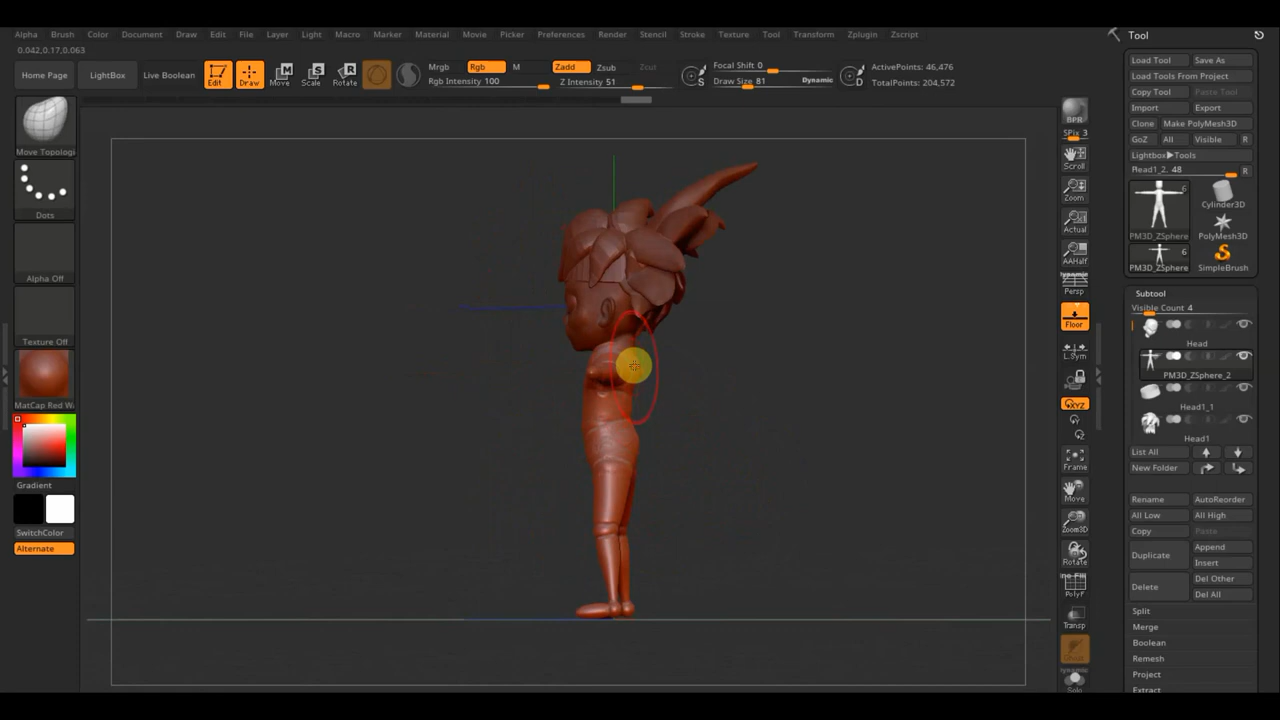 Alpha Brush Color Document Draw Edit File Layer Light Macro Marker Material Movie Picker Preferences Render Stencil Stroke Texture Tool Transform Zplugin Zscript
Tool
0.042,0.17,0.063
Home Page LightBox Live Boolean Edit Draw Move Scale Rotate
Mrgb Rgb M Zadd Zsub Zcut
Rgb Intensity 100 Z Intensity 51
Focal Shift 0
Draw Size 81 Dynamic
ActivePoints: 46,476
TotalPoints: 204,572
S
D
Load Tool Save As
Load Tools From Project
Copy Tool Paste Tool
Import Export
Clone Make PolyMesh3D
GoZ All Visible R
Lightbox▶Tools
Head1_2. 48 R
6
Cylinder3D
PM3D_ZSphere PolyMesh3D
6
PM3D_ZSphere SimpleBrush
Subtool
Visible Count 4
Head
PM3D_ZSphere_2
Head1_1
Head1
List All
New Folder
Rename AutoReorder
All Low All High
Copy Paste
Duplicate Append
Insert
Delete Del Other
Del All
Split
Merge
Boolean
Remesh
Project
Extract
Move Topologi
Dots
Alpha Off
Texture Off
MatCap Red W
Gradient
SwitchColor
Alternate
BPR
SPix 3
Scroll
Zoom
Actual
AAHalf
Persp
Floor
L.Sym
XYZ
Frame
Move
Zoom3D
Rotate
PolyF
Transp
Solo